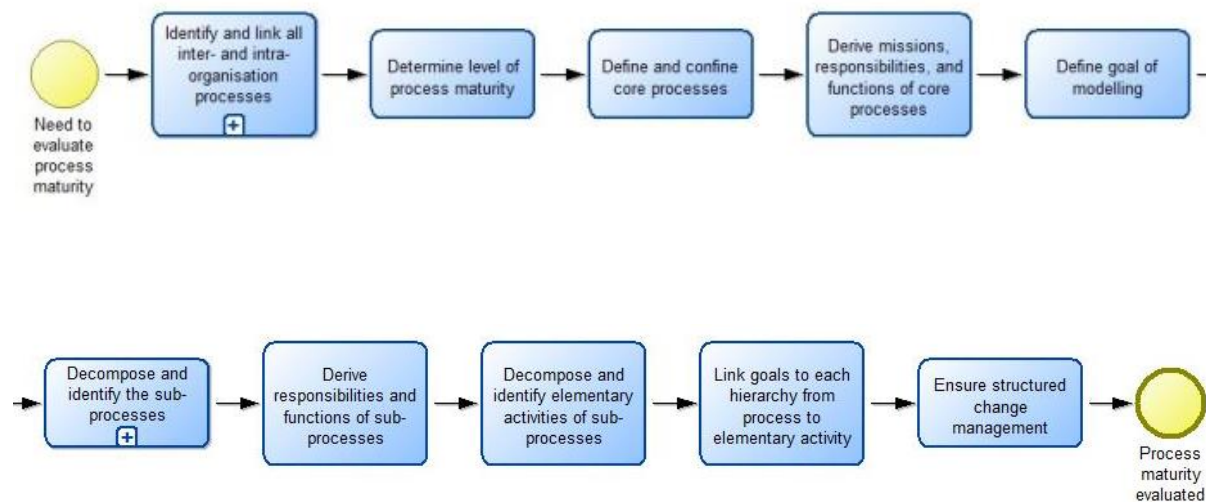 Need to
evaluate
process
maturity
Identify and link all
inter- and intra-
organisation
processes
Determine level of
process maturity
Define and confine
core processes
Derive missions,
responsibilities, and
functions of core
processes
Define goal of
modelling
Decompose and
identify the sub-
processes
Derive
responsibilities and
functions of sub-
processes
Decompose and
identify elementary
activities of sub-
processes
Link goals to each
hierarchy from
process to
elementary activity
Ensure structured
change
management
Process
maturity
evaluated